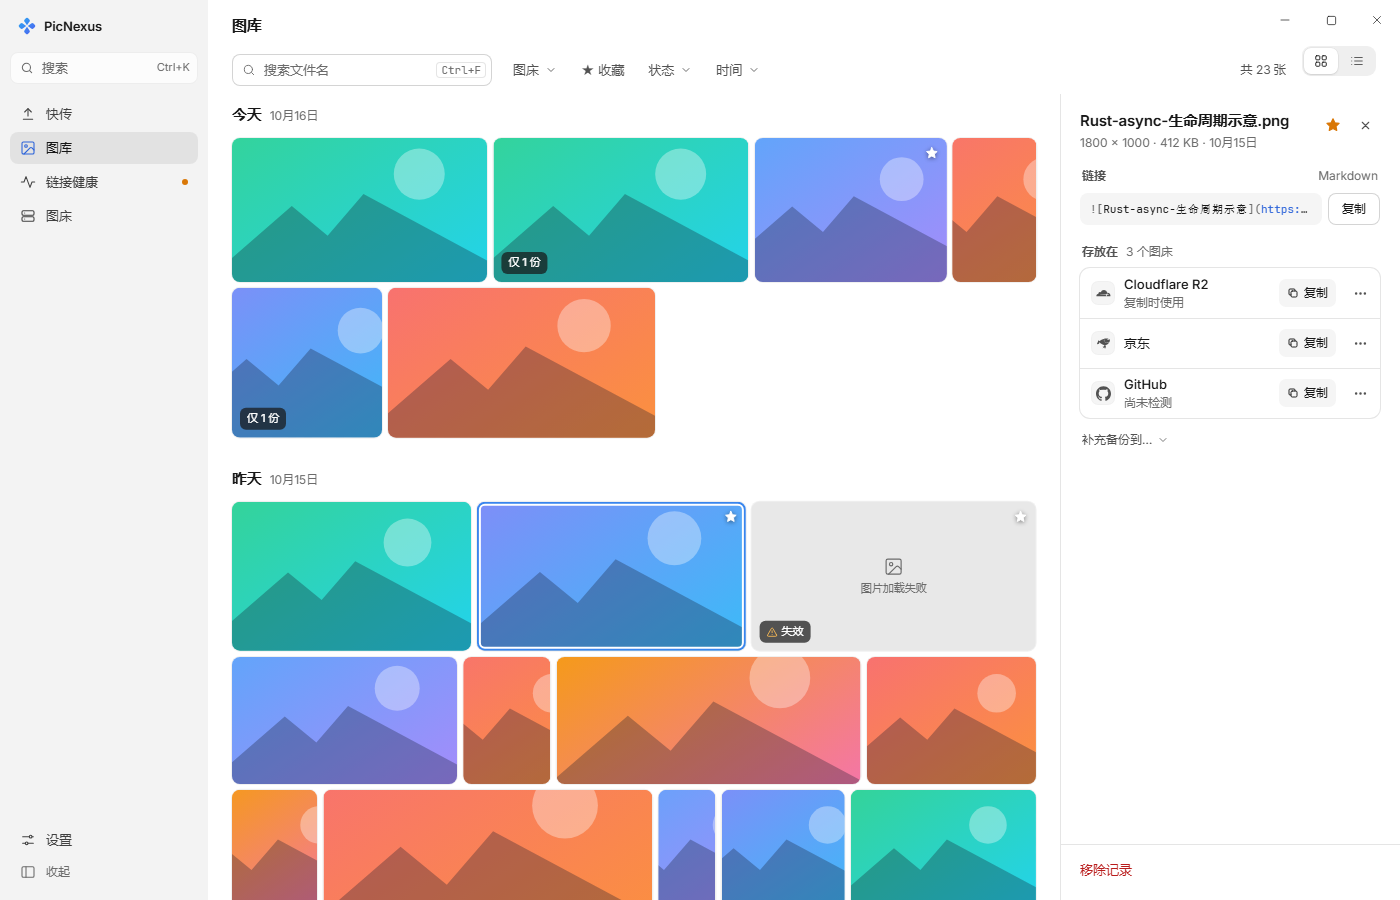 PicNexus
搜索 Ctrl+K
快传
图库
链接健康
图床
设置
收起
图库
搜索文件名 Ctrl+F
图床
★ 收藏
状态
时间
共 23 张
今天 10月16日
仅1份
仅1份
昨天 10月15日
图片加载失败
失效
Rust-async-生命周期示意.png
1800 × 1000 · 412 KB · 10月15日
链接 Markdown
![Rust-async-生命周期示意](https:…
复制
存放在 3 个图床
Cloudflare R2
复制时使用
复制
京东
复制
GitHub
尚未检测
复制
补充备份到...
移除记录